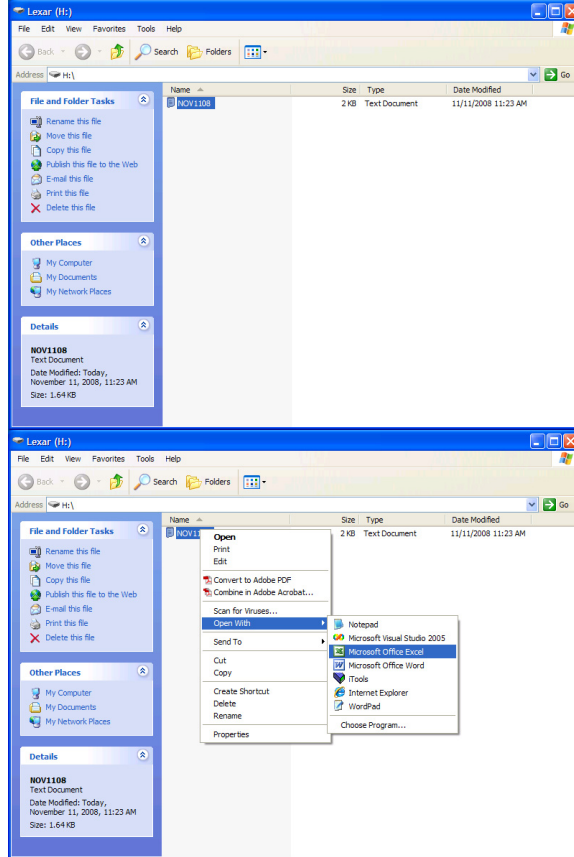 Lexar (H:)
File Edit View Favorites Tools Help
Back Search Folders
Address H:\ Go
Name Size Type Date Modified
NOV1108 2 KB Text Document 11/11/2008 11:23 AM
File and Folder Tasks
Rename this file
Move this file
Copy this file
Publish this file to the Web
E-mail this file
Print this file
Delete this file
Other Places
My Computer
My Documents
My Network Places
Details
NOV1108
Text Document
Date Modified: Today,
November 11, 2008, 11:23 AM
Size: 1.64 KB
Lexar (H:)
File Edit View Favorites Tools Help
Back Search Folders
Address H:\ Go
Name Size Type Date Modified
NOV11 2 KB Text Document 11/11/2008 11:23 AM
File and Folder Tasks
Rename this file
Move this file
Copy this file
Publish this file to the Web
E-mail this file
Print this file
Delete this file
Other Places
My Computer
My Documents
My Network Places
Details
NOV1108
Text Document
Date Modified: Today,
November 11, 2008, 11:23 AM
Size: 1.64 KB
Open
Print
Edit
Convert to Adobe PDF
Combine in Adobe Acrobat...
Scan for Viruses...
Open With
Send To
Cut
Copy
Create Shortcut
Delete
Rename
Properties
Notepad
Microsoft Visual Studio 2005
Microsoft Office Excel
Microsoft Office Word
iTools
Internet Explorer
WordPad
Choose Program...